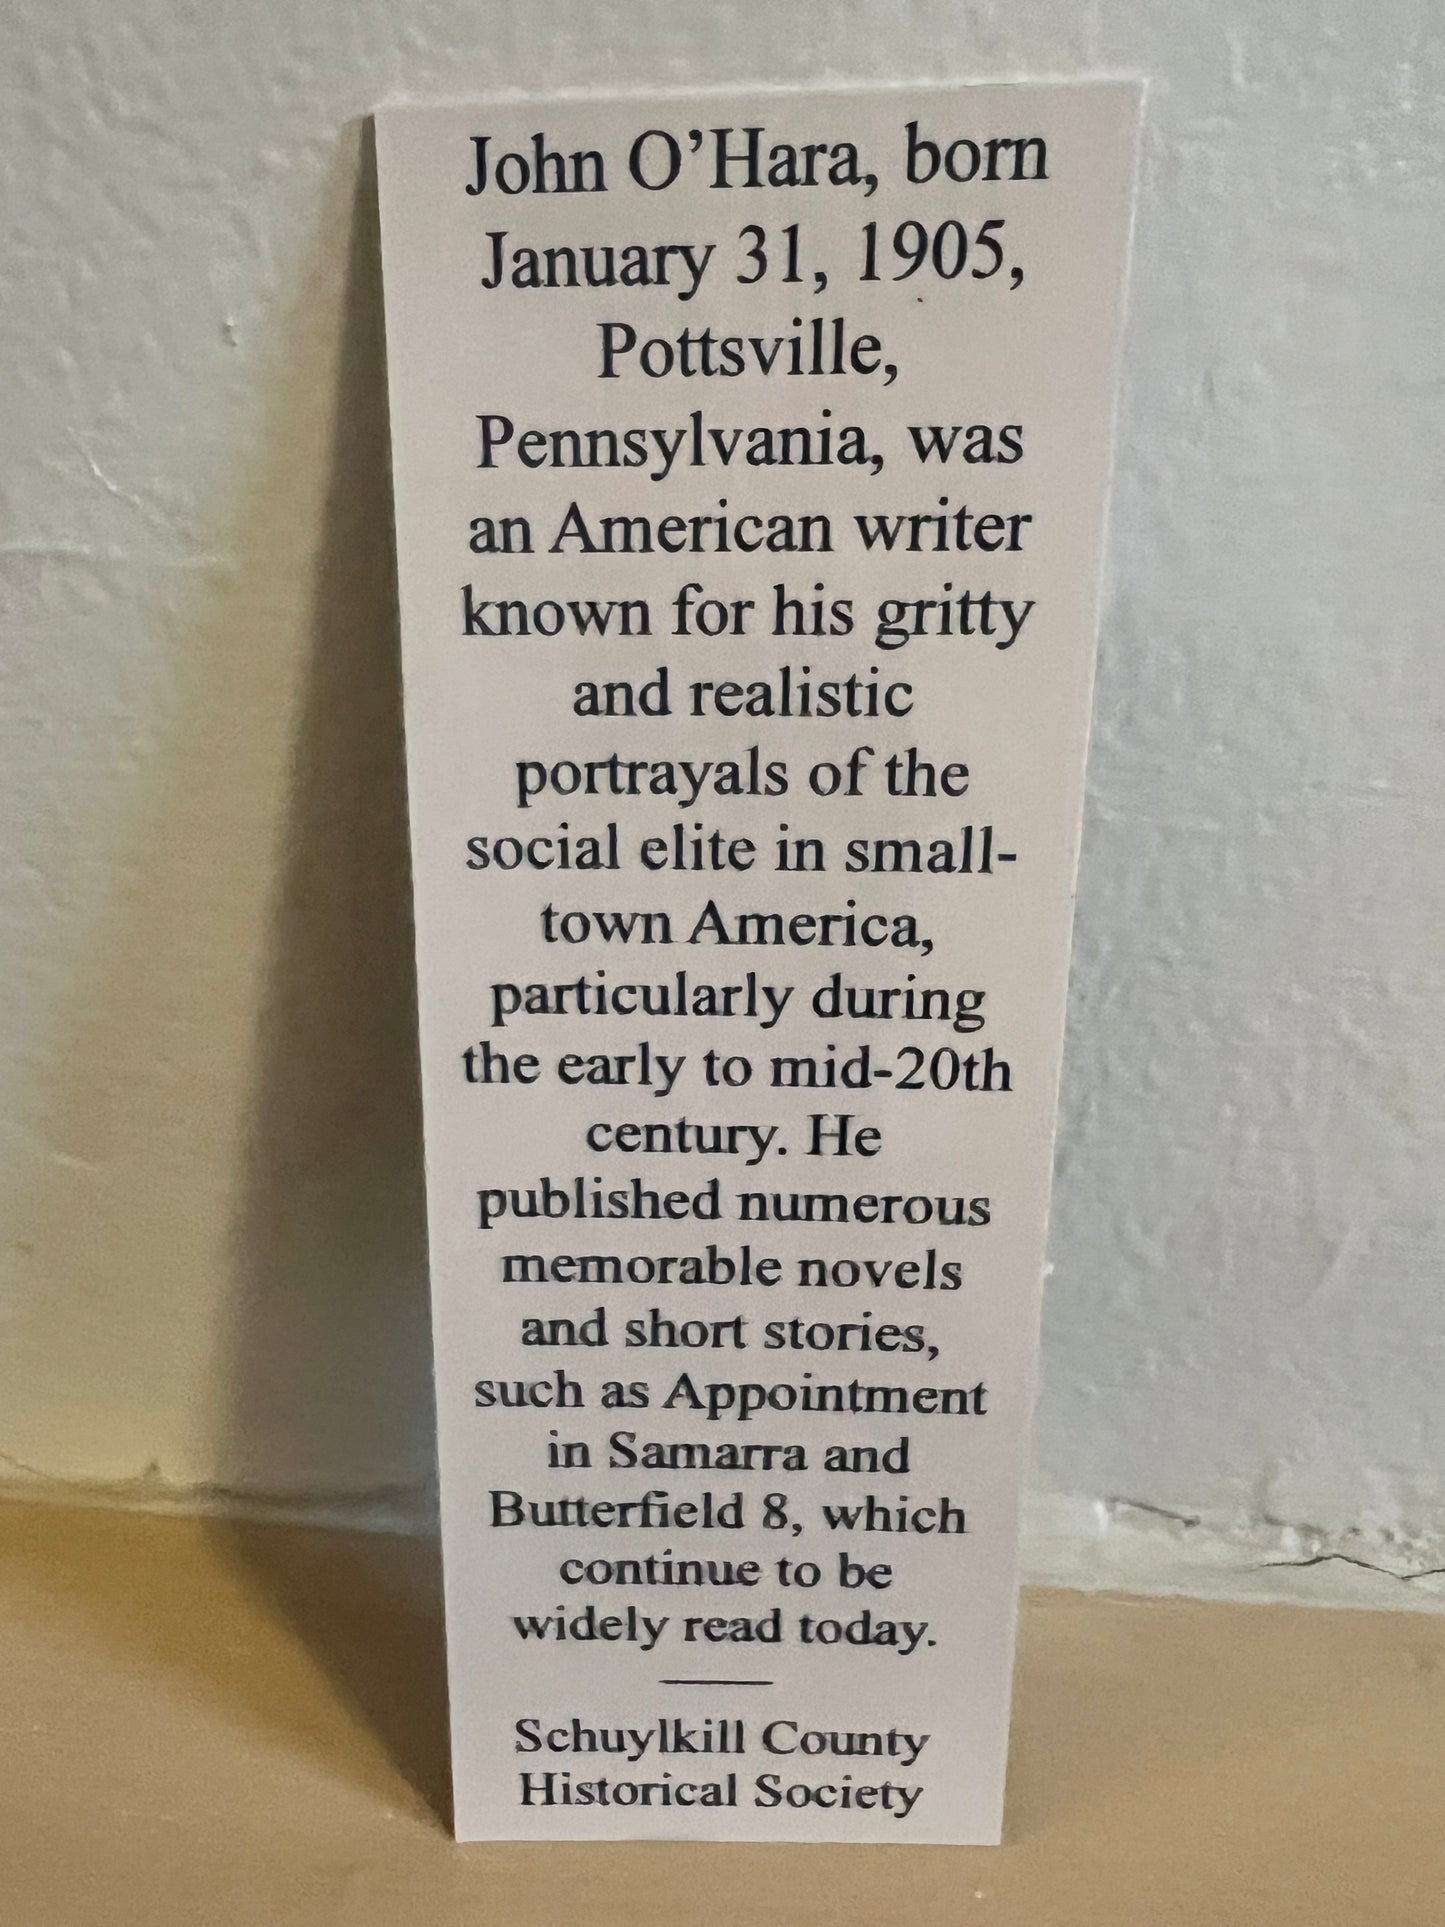 John O’Hara, born
January 31, 1905,
Pottsville,
Pennsylvania, was
an American writer
known for his gritty
and realistic
portrayals of the
social elite in small-
town America,
particularly during
the early to mid-20th
century. He
published numerous
memorable novels
and short stories,
such as Appointment
in Samarra and
Butterfield 8, which
continue to be
widely read today.
Schuylkill County
Historical Society